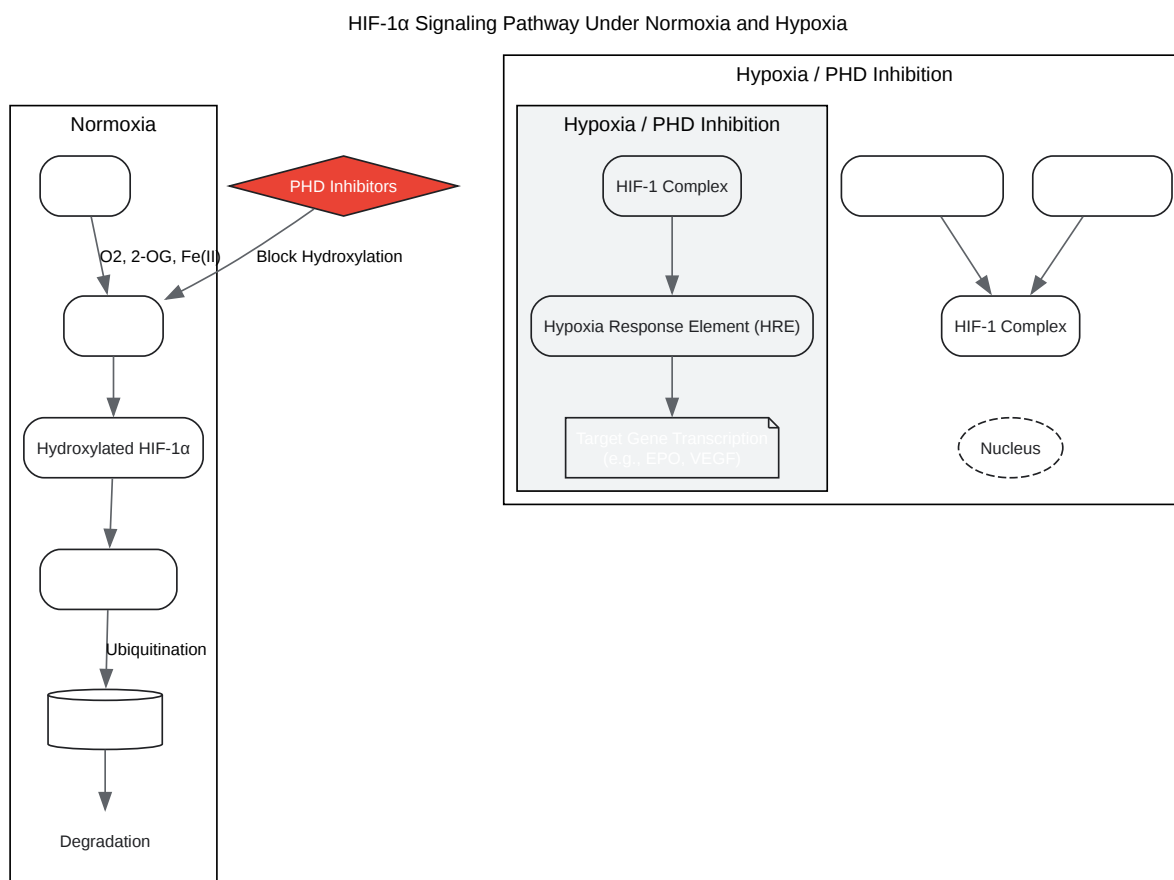 HIF-1α Signaling Pathway Under Normoxia and Hypoxia
Normoxia
O2, 2-OG, Fe(II)
Hydroxylated HIF-1α
Ubiquitination
Degradation
PHD Inhibitors
Block Hydroxylation
Hypoxia / PHD Inhibition
Hypoxia / PHD Inhibition
HIF-1 Complex
Hypoxia Response Element (HRE)
Target Gene Transcription
(e.g., EPO, VEGF)
HIF-1 Complex
Nucleus